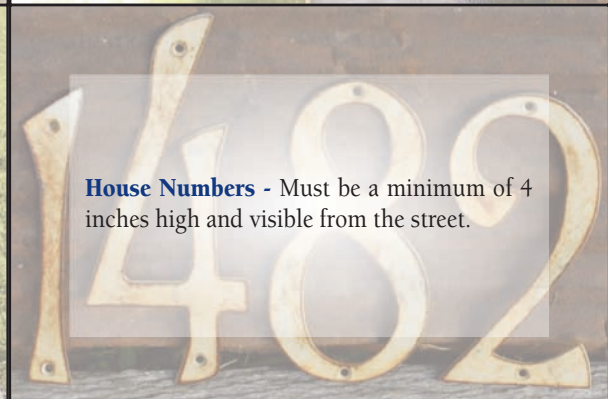 1482
House Numbers - Must be a minimum of 4
inches high and visible from the street.